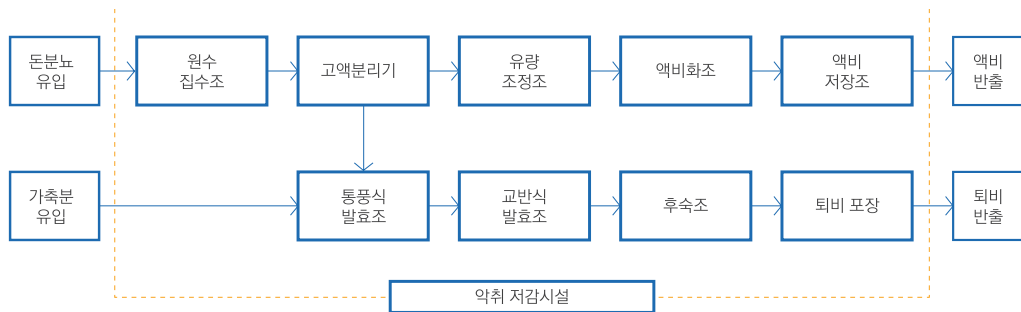 돈분뇨
유입
원수
집수조
고액분리기
유량
조정조
액비화조
액비
저장조
액비
반출
가축분
유입
통풍식
발효조
교반식
발효조
후숙조
퇴비 포장
퇴비
반출
악취 저감시설